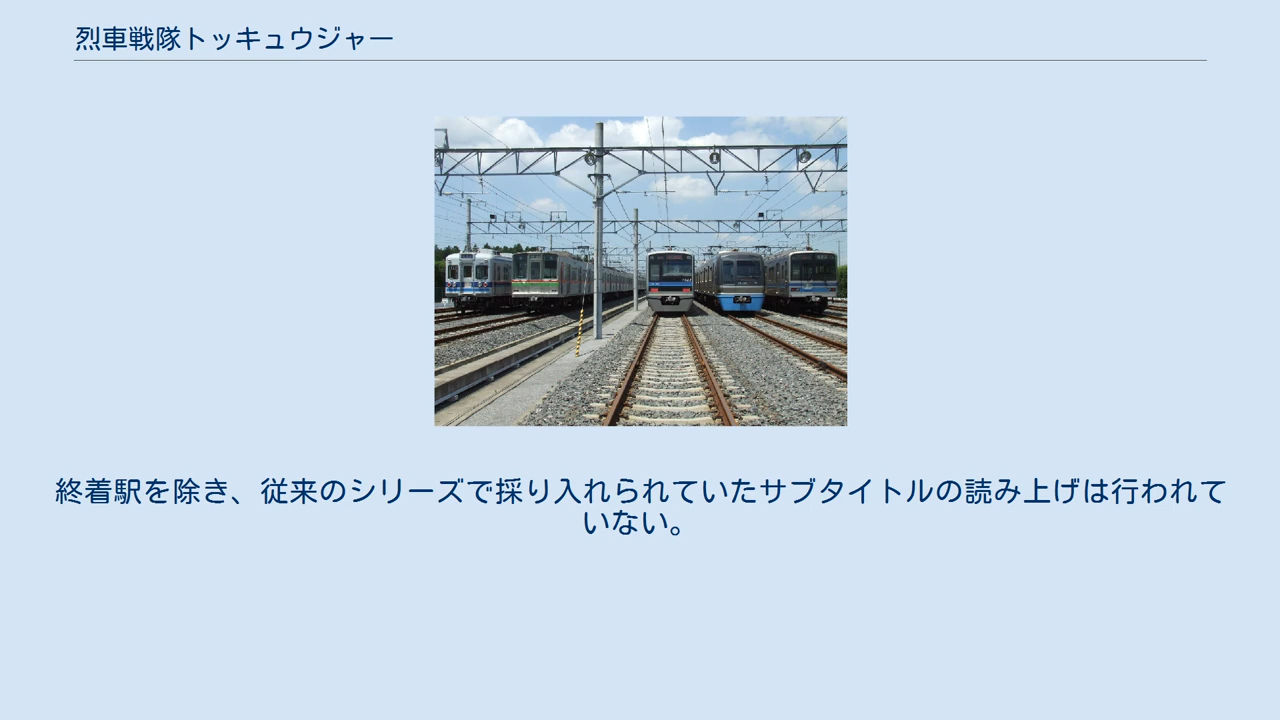 烈車戦隊トッキュウジャー
終着駅を除き、従来のシリーズで採り入れられていたサブタイトルの読み上げは行われて
いない。